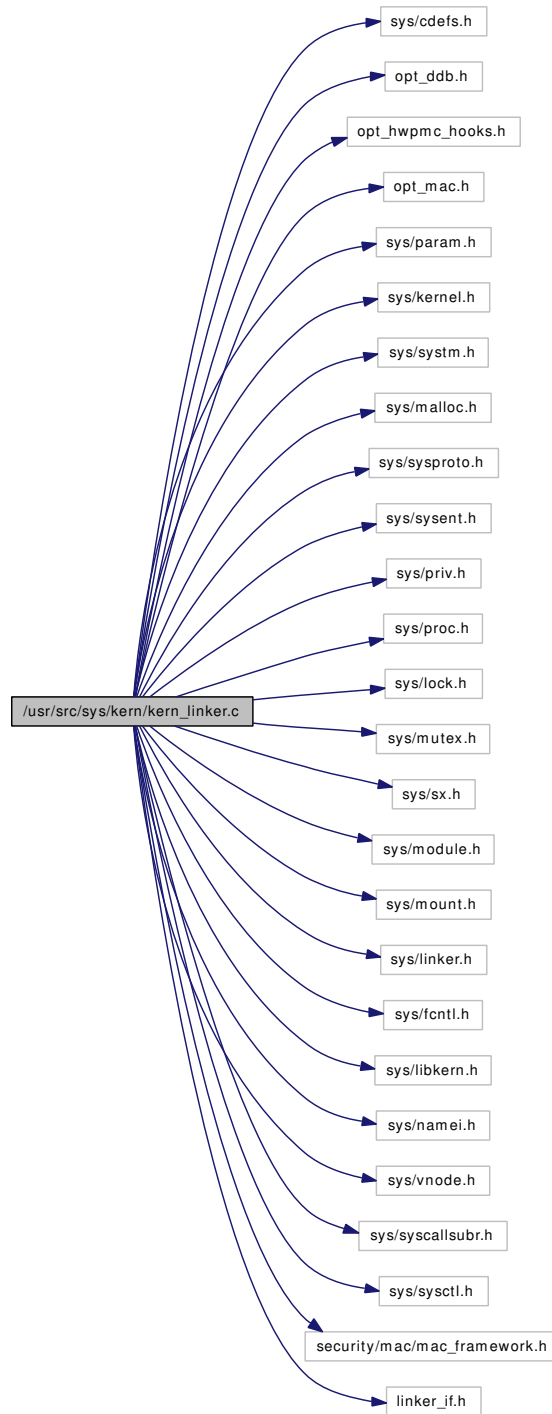 sys/cdefs.h
opt_ddb.h
opt_hwpmc_hooks.h
opt_mac.h
sys/param.h
sys/kernel.h
sys/systm.h
sys/malloc.h
sys/sysproto.h
sys/sysent.h
sys/priv.h
sys/proc.h
sys/lock.h
/usr/src/sys/kern/kern_linker.c
sys/mutex.h
sys/sx.h
sys/module.h
sys/mount.h
sys/linker.h
sys/fcntl.h
sys/libkern.h
sys/namei.h
sys/vnode.h
sys/syscallsubr.h
sys/sysctl.h
security/mac/mac_framework.h
linker_if.h